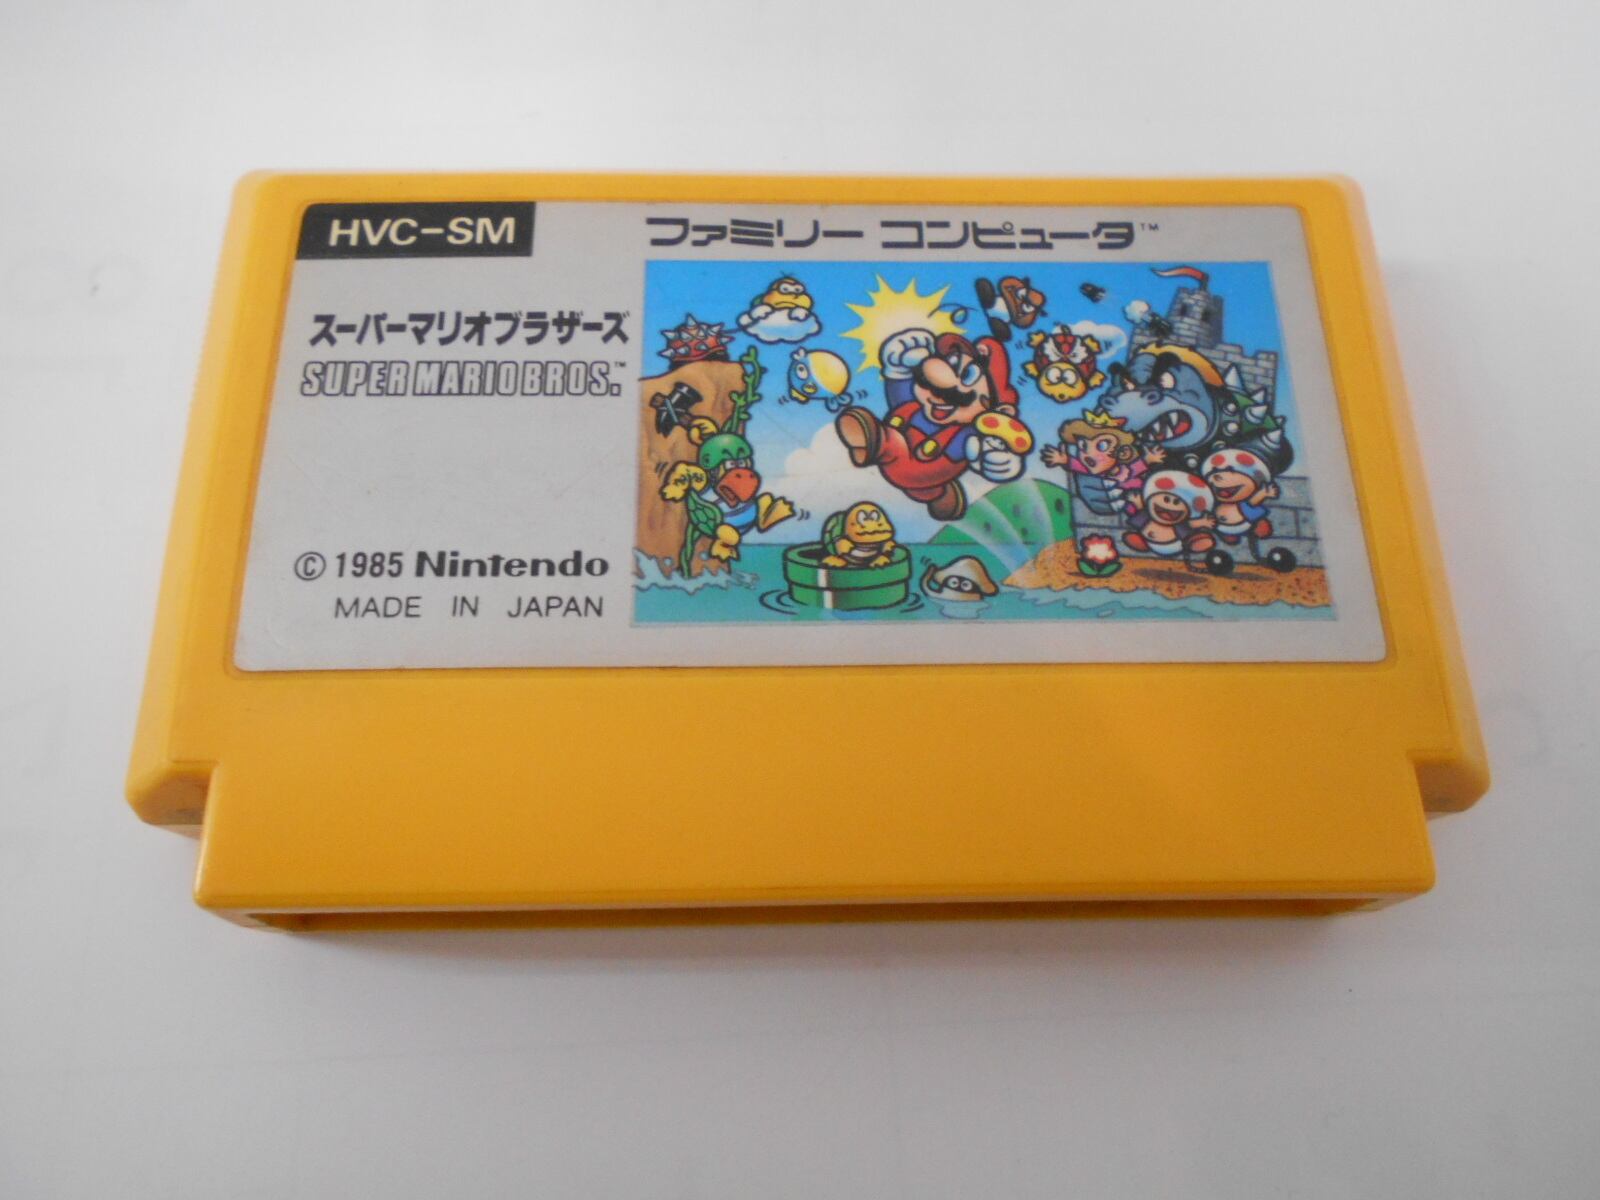 HVC-SM
ファミリー コンピュータ™
スーパーマリオブラザーズ
SUPER MARIO BROS.™
© 1985 Nintendo
MADE IN JAPAN